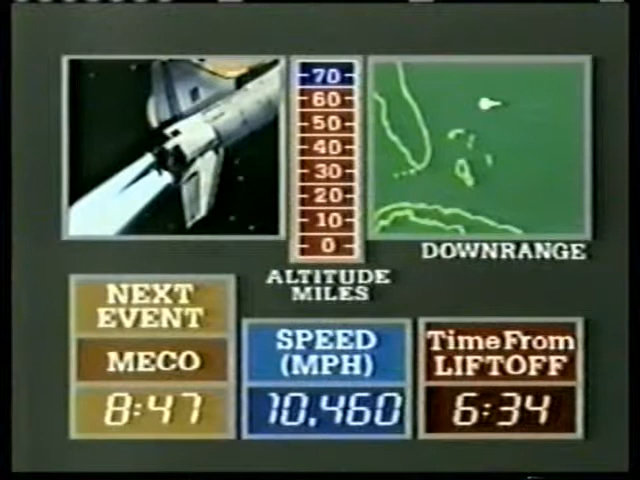 70
60
50
40
30
20
10
0
ALTITUDE
MILES
DOWNRANGE
NEXT
EVENT
MECO
8:47
SPEED
(MPH)
10,460
Time From
LIFTOFF
6:34